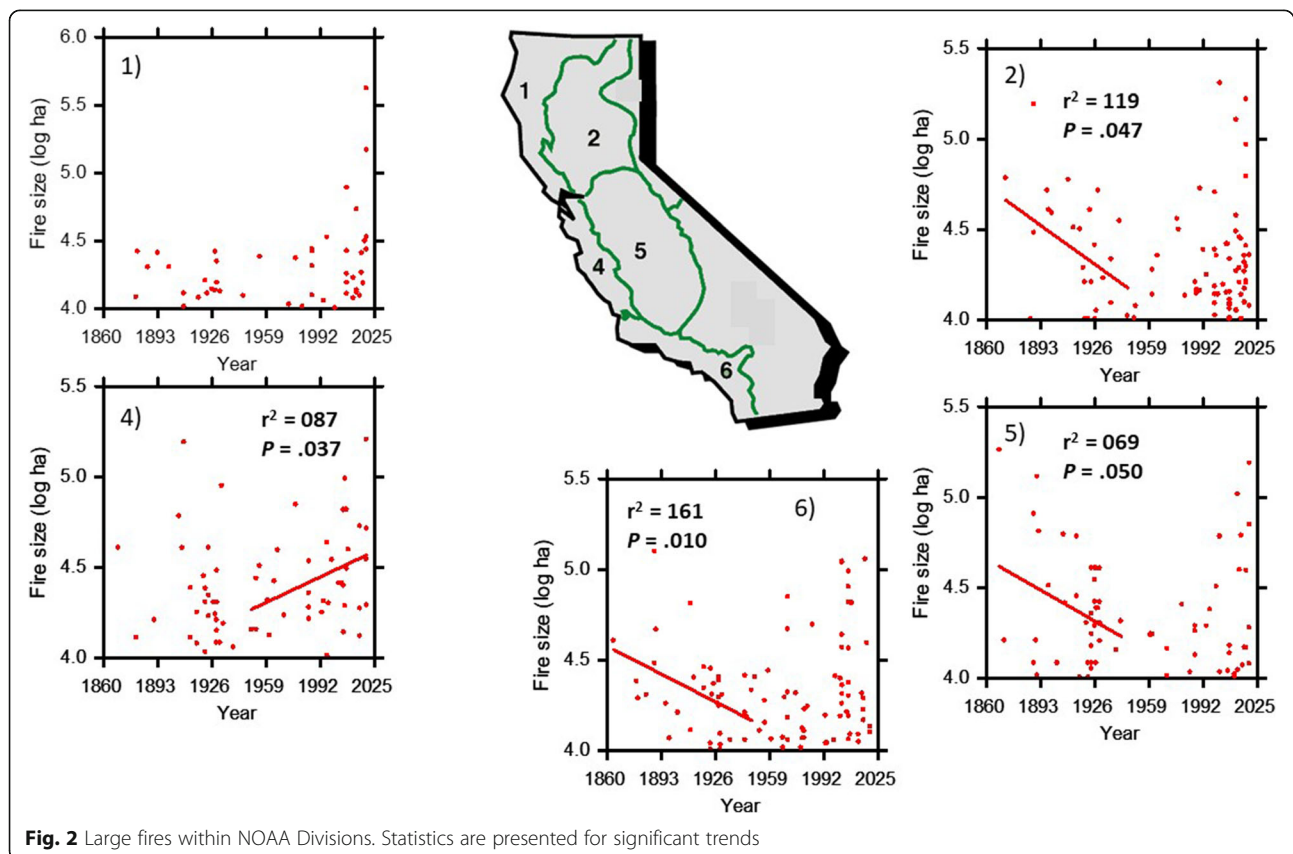 1)
6.0
5.5
5.0
4.5
4.0
Fire size (log ha)
1860 1893 1926 1959 1992 2025
Year
1
2
4
5
6
2)
r² = 119
P = .047
5.5
5.0
4.5
4.0
Fire size (log ha)
1860 1893 1926 1959 1992 2025
Year
4)
r² = 087
P = .037
5.5
5.0
4.5
4.0
Fire size (log ha)
1860 1893 1926 1959 1992 2025
Year
6)
r² = 161
P = .010
5.5
5.0
4.5
4.0
Fire size (log ha)
1860 1893 1926 1959 1992 2025
Year
5)
r² = 069
P = .050
5.5
5.0
4.5
4.0
Fire size (log ha)
1860 1893 1926 1959 1992 2025
Year
Fig. 2 Large fires within NOAA Divisions. Statistics are presented for significant trends